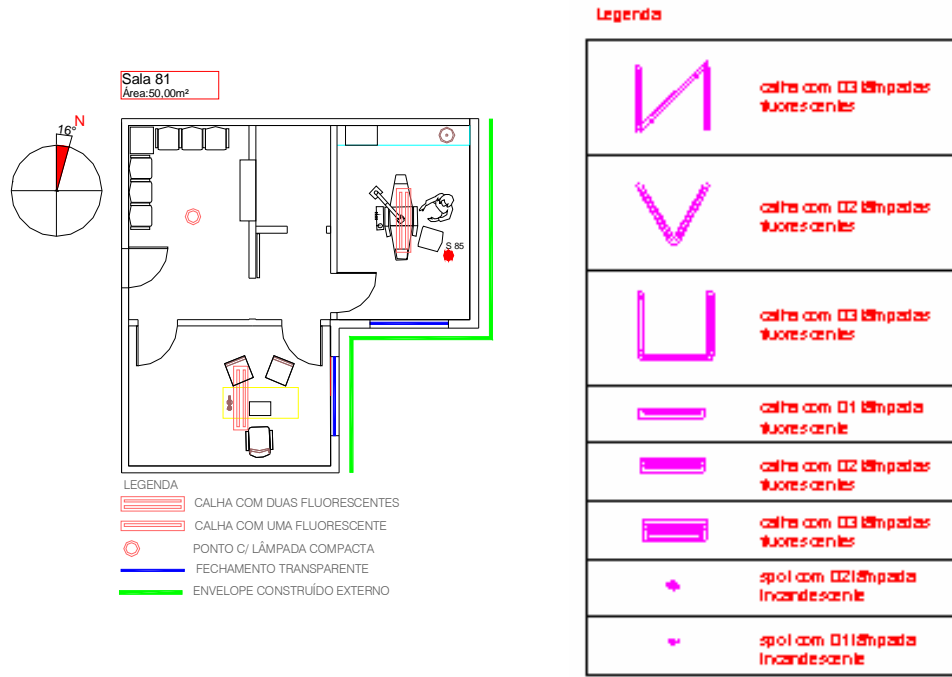 Sala 81
Área:50,00m²
16°
N
S 85
LEGENDA
CALHA COM DUAS FLUORESCENTES
CALHA COM UMA FLUORESCENTE
PONTO C/ LÂMPADA COMPACTA
FECHAMENTO TRANSPARENTE
ENVELOPE CONSTRUÍDO EXTERNO
Legenda
calha com 03 lâmpadas
fluorescentes
calha com 02 lâmpadas
fluorescentes
calha com 03 lâmpadas
fluorescentes
calha com 01 lâmpada
fluorescente
calha com 02 lâmpadas
fluorescentes
calha com 03 lâmpadas
fluorescentes
spot com 02 lâmpada
incandescente
spot com 01 lâmpada
incandescente